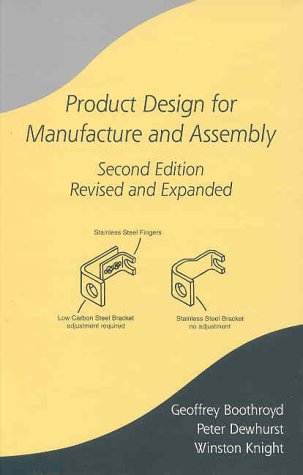 Product Design for
Manufacture and Assembly
Second Edition
Revised and Expanded
Stainless Steel Fingers
Low Carbon Steel Bracket
adjustment required
Stainless Steel Bracket
no adjustment
Geoffrey Boothroyd
Peter Dewhurst
Winston Knight